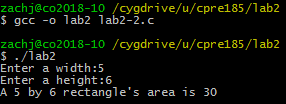 zachj@co2018-10 /cygdrive/u/cpre185/lab2
$ gcc -o lab2 lab2-2.c
zachj@co2018-10 /cygdrive/u/cpre185/lab2
$ ./lab2
Enter a width:5
Enter a height:6
A 5 by 6 rectangle's area is 30